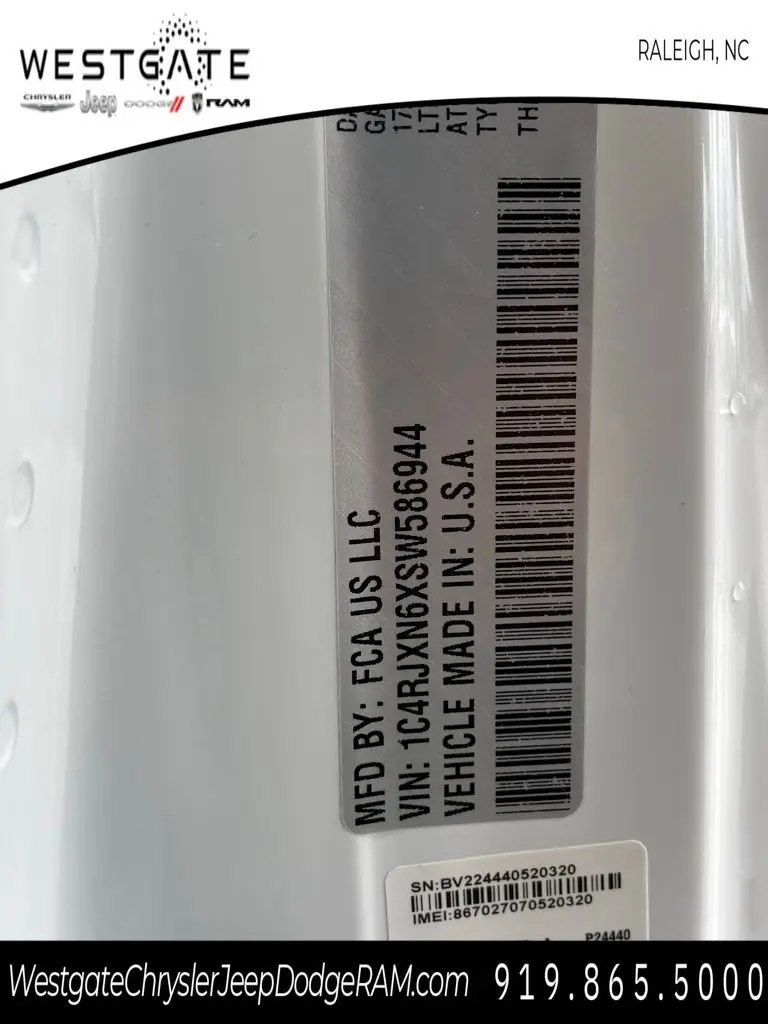 WESTGATE
CHRYSLER Jeep DODGE RAM
RALEIGH, NC
MFD BY: FCA US LLC
VIN: 1C4RJXN6XSW586944
VEHICLE MADE IN: U.S.A.
SN:BV224440520320
IMEI:867027070520320
P24440
WestgateChryslerJeepDodgeRAM.com
919.865.5000